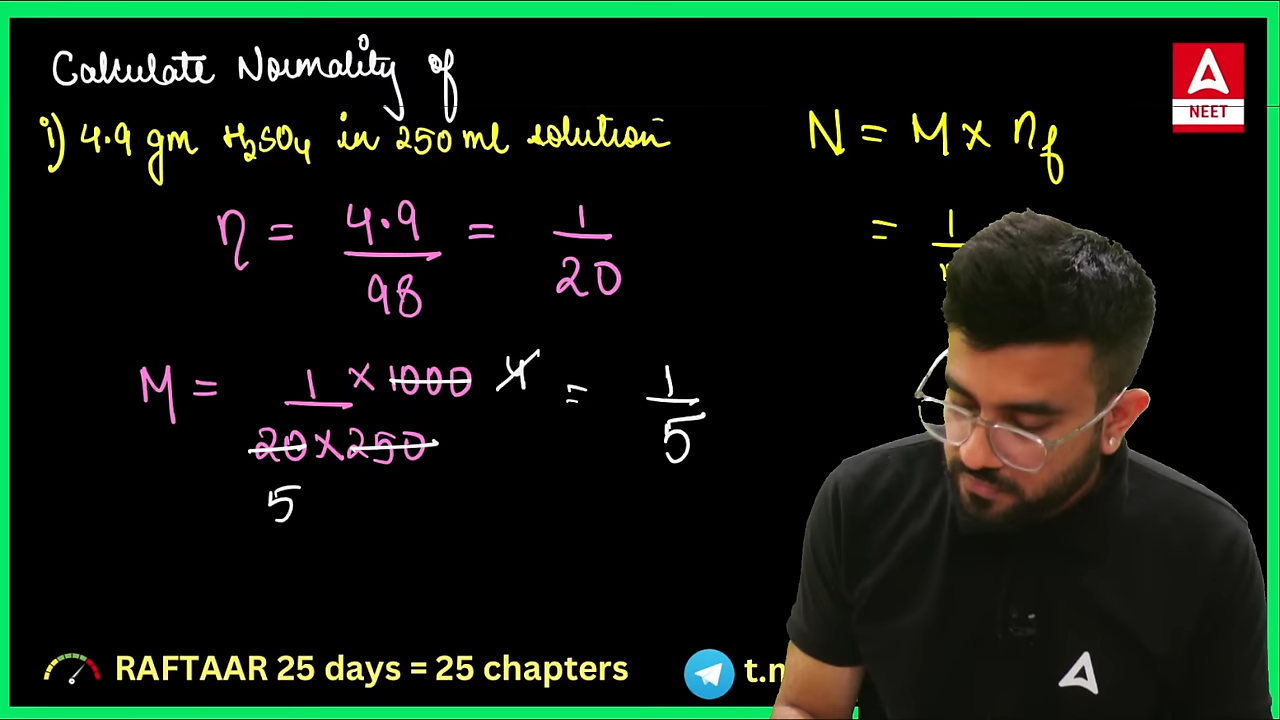 Calculate Normality of
i) 4.9 gm H₂SO₄ in 250 ml solution
N = M x nf
NEET
η = 4.9/98 = 1/20
= 1
M = 1 x 1000 4 / 20 x 250 = 1/5
5
RAFTAAR 25 days = 25 chapters